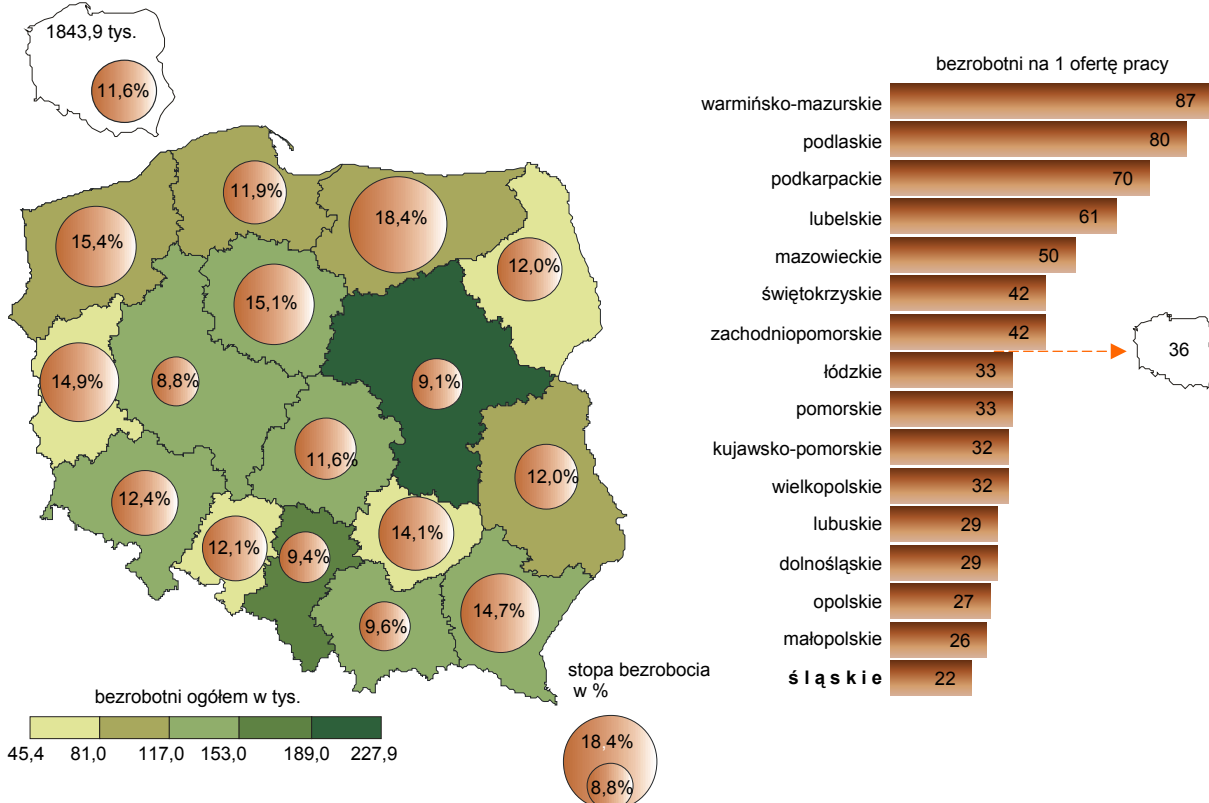 1843,9 tys.
11,6%
11,9%
18,4%
15,4%
12,0%
15,1%
14,9%
8,8%
9,1%
11,6%
12,0%
12,4%
14,1%
12,1%
9,4%
14,7%
9,6%
bezrobotni ogółem w tys.
45,4 81,0 117,0 153,0 189,0 227,9
stopa bezrobocia
w %
18,4%
8,8%
bezrobotni na 1 ofertę pracy
warmińsko-mazurskie 87
podlaskie 80
podkarpackie 70
lubelskie 61
mazowieckie 50
świętokrzyskie 42
zachodniopomorskie 42
36
łódzkie 33
pomorskie 33
kujawsko-pomorskie 32
wielkopolskie 32
lubuskie 29
dolnośląskie 29
opolskie 27
małopolskie 26
śląskie 22